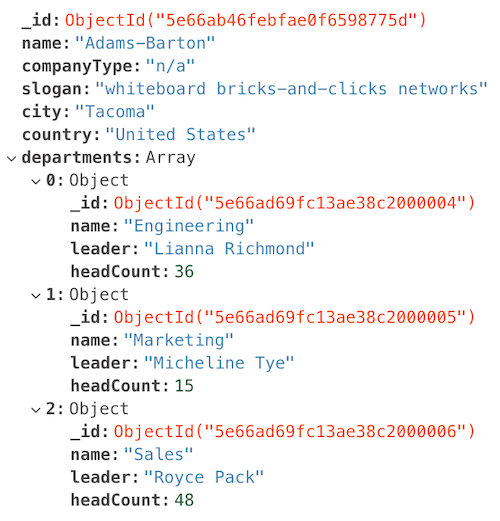 _id: ObjectId("5e66ab46febfae0f6598775d")
name: "Adams-Barton"
companyType: "n/a"
slogan: "whiteboard bricks-and-clicks networks"
city: "Tacoma"
country: "United States"
departments: Array
0: Object
_id: ObjectId("5e66ad69fc13ae38c2000004")
name: "Engineering"
leader: "Lianna Richmond"
headCount: 36
1: Object
_id: ObjectId("5e66ad69fc13ae38c2000005")
name: "Marketing"
leader: "Micheline Tye"
headCount: 15
2: Object
_id: ObjectId("5e66ad69fc13ae38c2000006")
name: "Sales"
leader: "Royce Pack"
headCount: 48